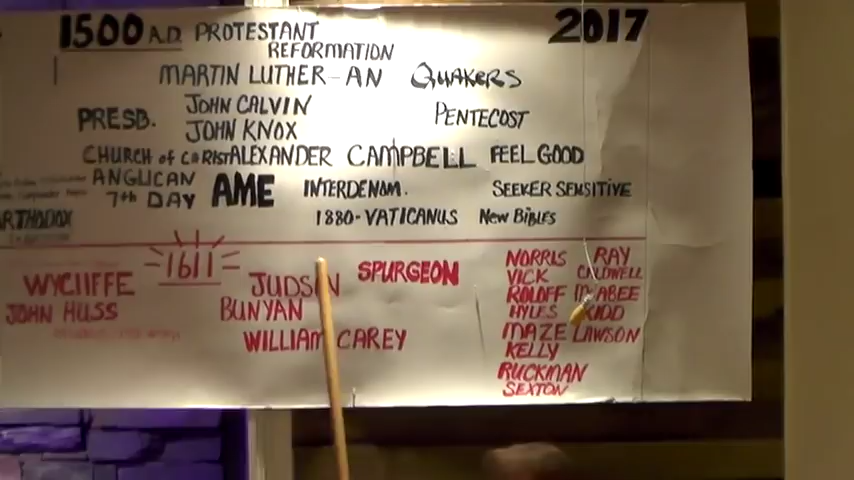 1500 A.D. PROTESTANT 2017
REFORMATION
MARTIN LUTHER-AN QUAKERS
JOHN CALVIN
PRESB. PENTECOST
JOHN KNOX
CHURCH of CRIST ALEXANDER CAMPBELL FEEL GOOD
ANGLICAN AME INTERDENOM. SEEKER SENSITIVE
7th DAY
RTHODOX 1880-VATICANUS New Bibles
1611
WYCLIFFE JUDSON SPURGEON NORRIS RAY
VICK CALDWELL
JOHN HUSS BUNYAN ROLOFF McABEE
HYLES KIDD
WILLIAM CAREY MAZE LAWSON
KELLY
RUCKMAN
SEXTON